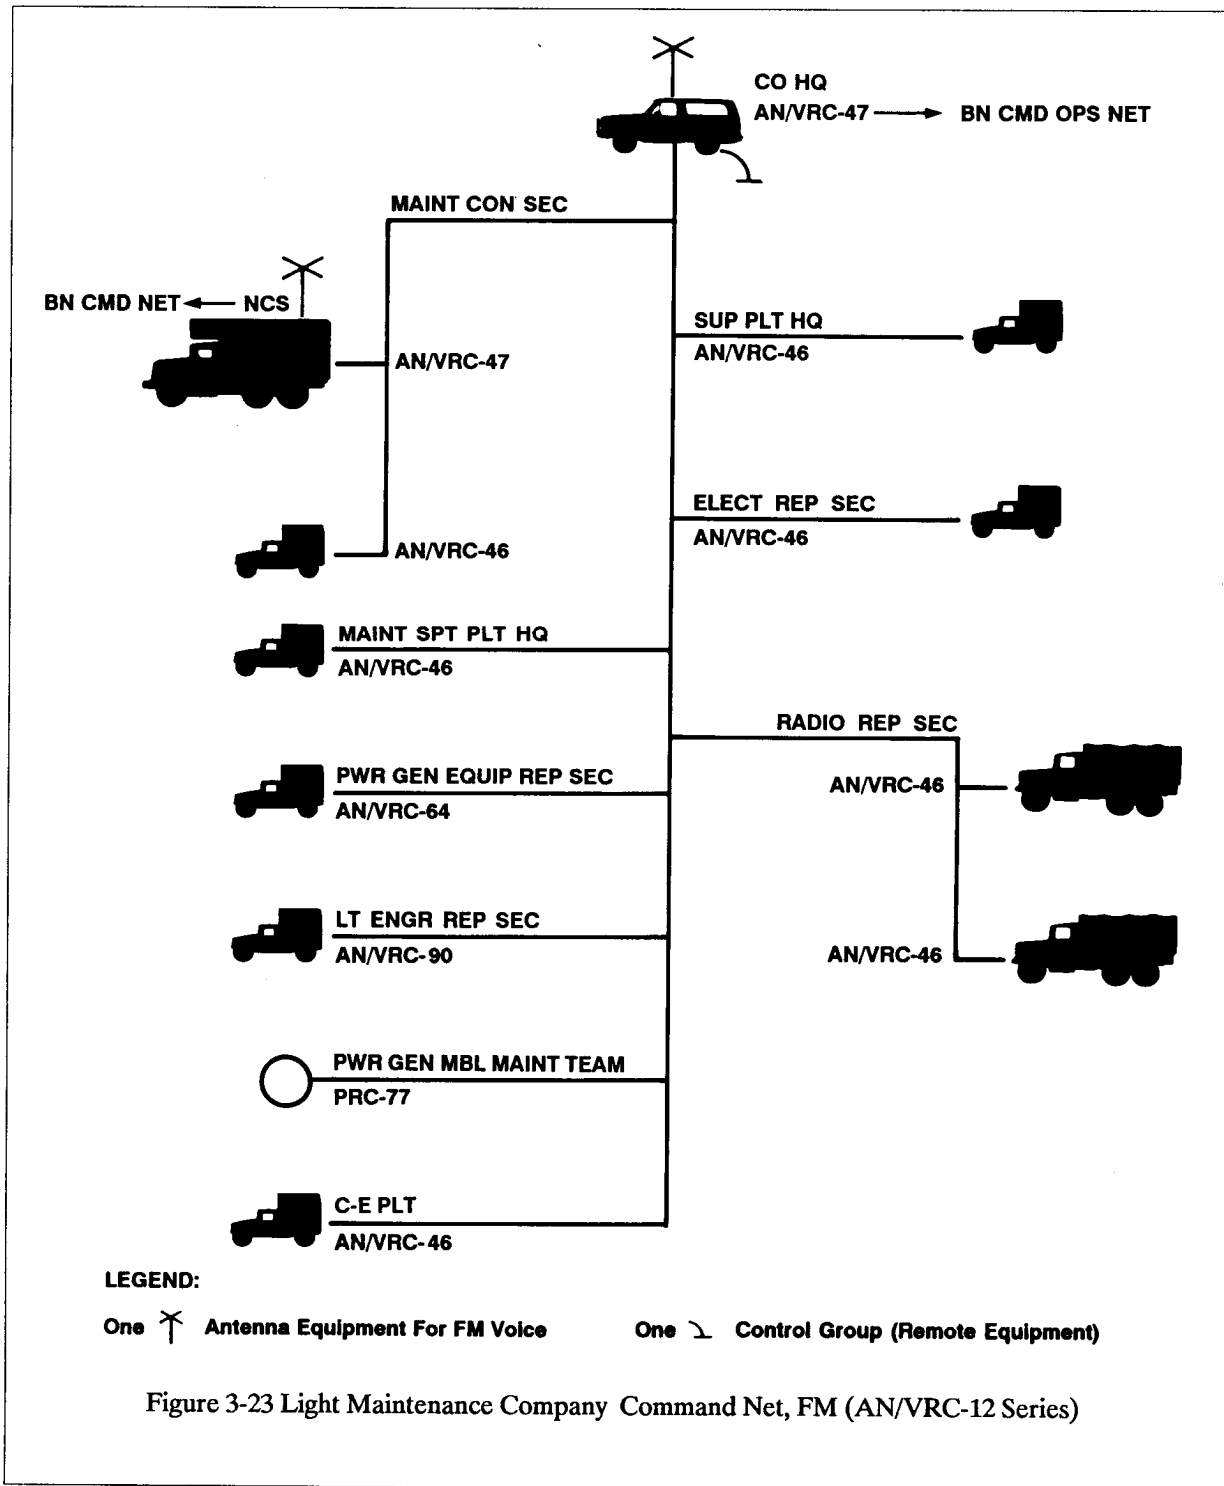 CO HQ
AN/VRC-47
BN CMD OPS NET
MAINT CON SEC
BN CMD NET
NCS
AN/VRC-47
AN/VRC-46
SUP PLT HQ
AN/VRC-46
ELECT REP SEC
AN/VRC-46
MAINT SPT PLT HQ
AN/VRC-46
RADIO REP SEC
AN/VRC-46
AN/VRC-46
PWR GEN EQUIP REP SEC
AN/VRC-64
LT ENGR REP SEC
AN/VRC-90
PWR GEN MBL MAINT TEAM
PRC-77
C-E PLT
AN/VRC-46
LEGEND:
One Antenna Equipment For FM Voice
One Control Group (Remote Equipment)
Figure 3-23 Light Maintenance Company Command Net, FM (AN/VRC-12 Series)